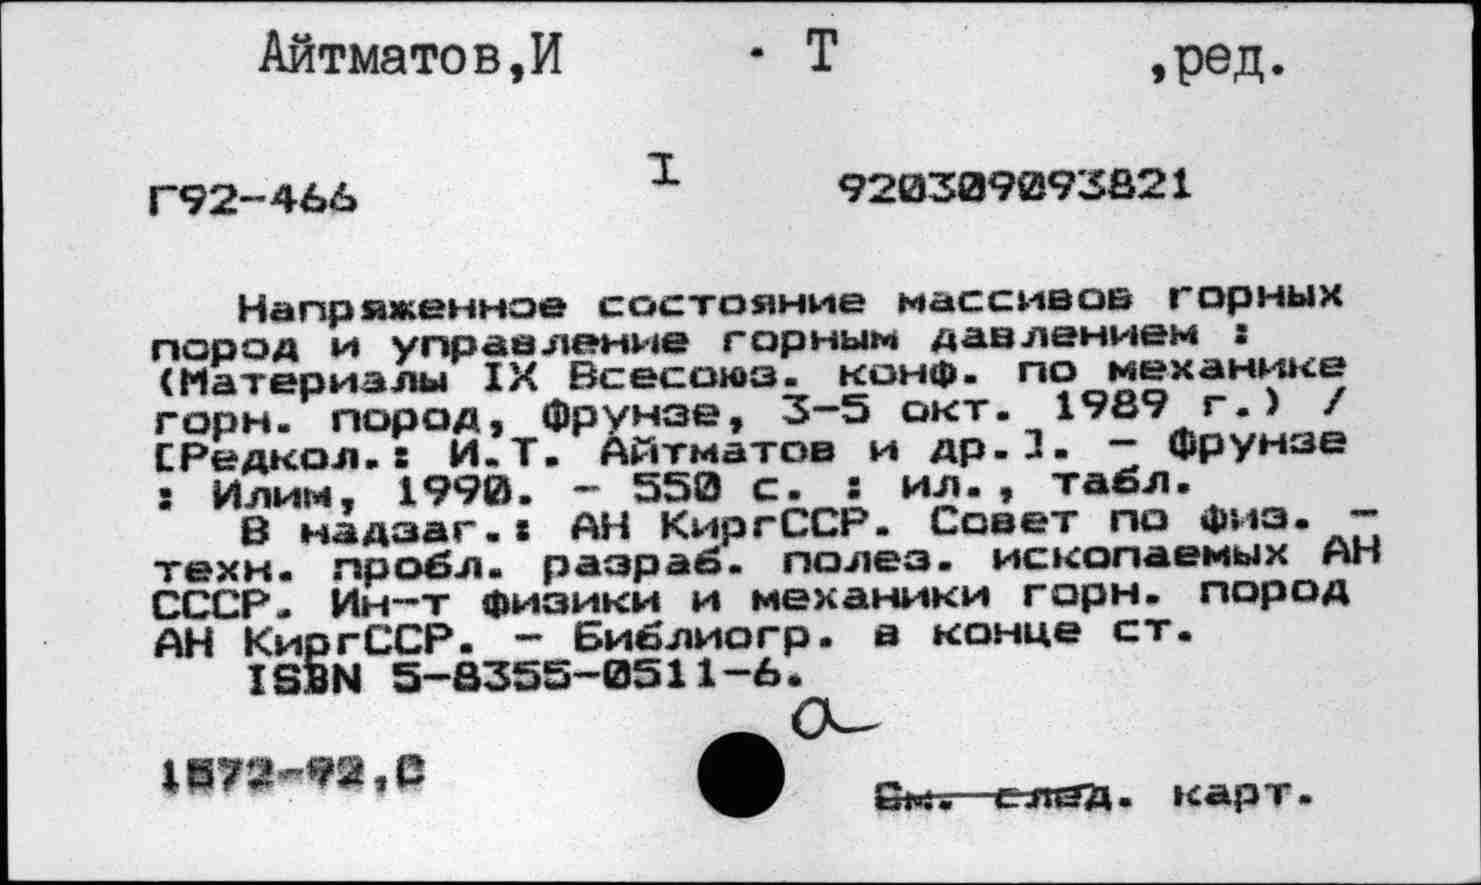 Айтматов,И . Т ,ред.
1
Г92-466 920309093821
Напряженное состояние массивов горных
пород и управление горным давлением :
(Материалы IX Всесоюз. конф. по механике
горн. пород, Фрунзе, 3-5 окт. 1989 г.) /
[Редкол.: И.Т. Айтматов и др.]. - Фрунзе
: Илим, 1990. - 550 с. : ил., табл.
В надзаг.: АН КиргССР. Совет по физ. -
техн. пробл. разраб. полез. ископаемых АН
СССР. Ин-т физики и механики горн. пород
АН КиргССР. - Библиогр. в конце ст.
ISBN 5-8355-0511-6.
а
1572-92,С
См. след. карт.